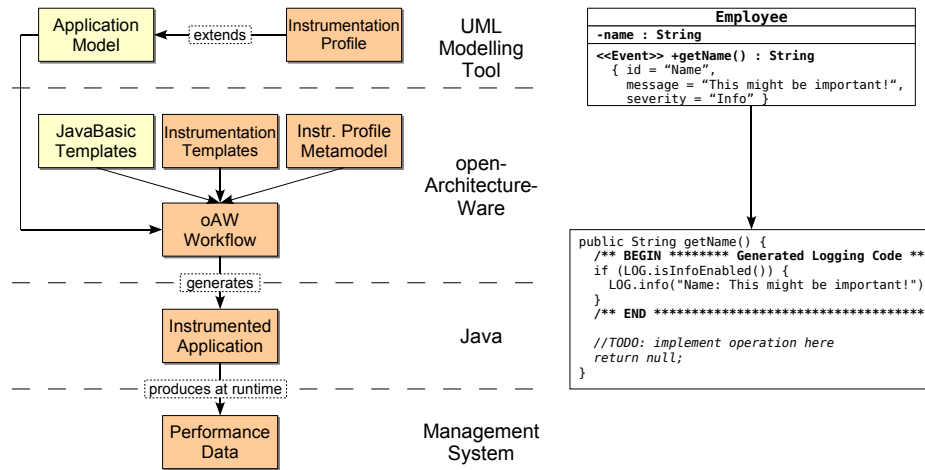 Application
Model
extends
Instrumentation
Profile
UML
Modelling
Tool
JavaBasic
Templates
Instrumentation
Templates
Instr. Profile
Metamodel
open-
Architecture-
Ware
oAW
Workflow
generates
Instrumented
Application
Java
produces at runtime
Performance
Data
Management
System
Employee
-name : String
<<Event>> +getName() : String
{ id = “Name”,
message = “This might be important!“,
severity = “Info” }
public String getName() {
/** BEGIN ******** Generated Logging Code **
if (LOG.isInfoEnabled()) {
LOG.info("Name: This might be important!")
}
/** END ************************************
//TODO: implement operation here
return null;
}